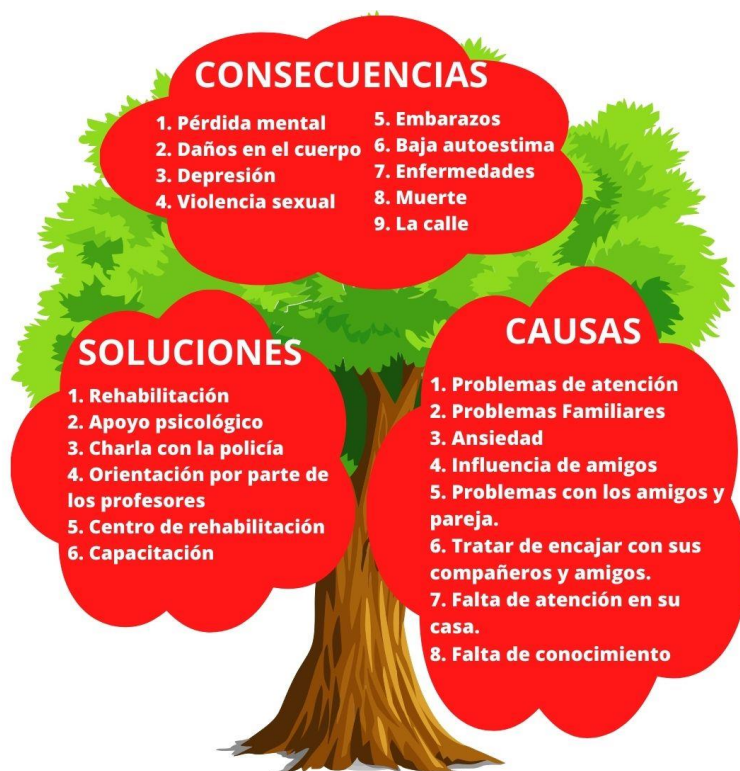 CONSECUENCIAS
1. Pérdida mental
2. Daños en el cuerpo
3. Depresión
4. Violencia sexual
5. Embarazos
6. Baja autoestima
7. Enfermedades
8. Muerte
9. La calle
SOLUCIONES
1. Rehabilitación
2. Apoyo psicológico
3. Charla con la policía
4. Orientación por parte de
los profesores
5. Centro de rehabilitación
6. Capacitación
CAUSAS
1. Problemas de atención
2. Problemas Familiares
3. Ansiedad
4. Influencia de amigos
5. Problemas con los amigos y
pareja.
6. Tratar de encajar con sus
compañeros y amigos.
7. Falta de atención en su
casa.
8. Falta de conocimiento